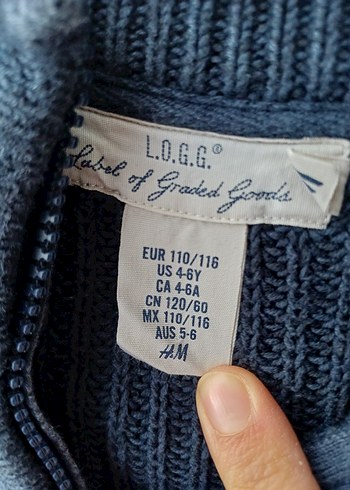 L.O.G.G.®
Label of Graded Goods
EUR 110/116
US 4-6Y
CA 4-6A
CN 120/60
MX 110/116
AUS 5-6
H&M